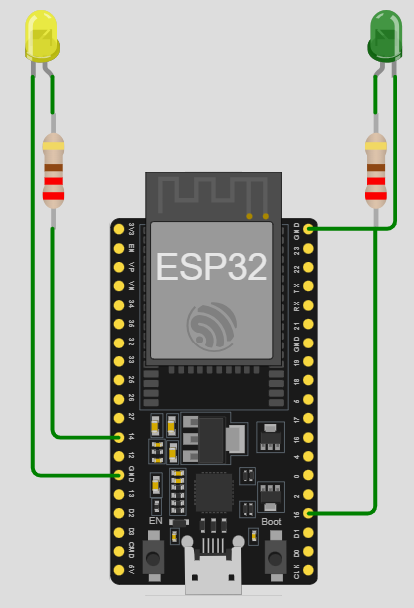 ESP32
3V3
EN
VP
VN
34
35
32
33
25
26
27
14
12
GND
13
D2
D3
CMD
5V
GND
23
22
TX
RX
21
GND
19
18
5
17
16
4
0
2
15
D1
D0
CLK
EN
Boot